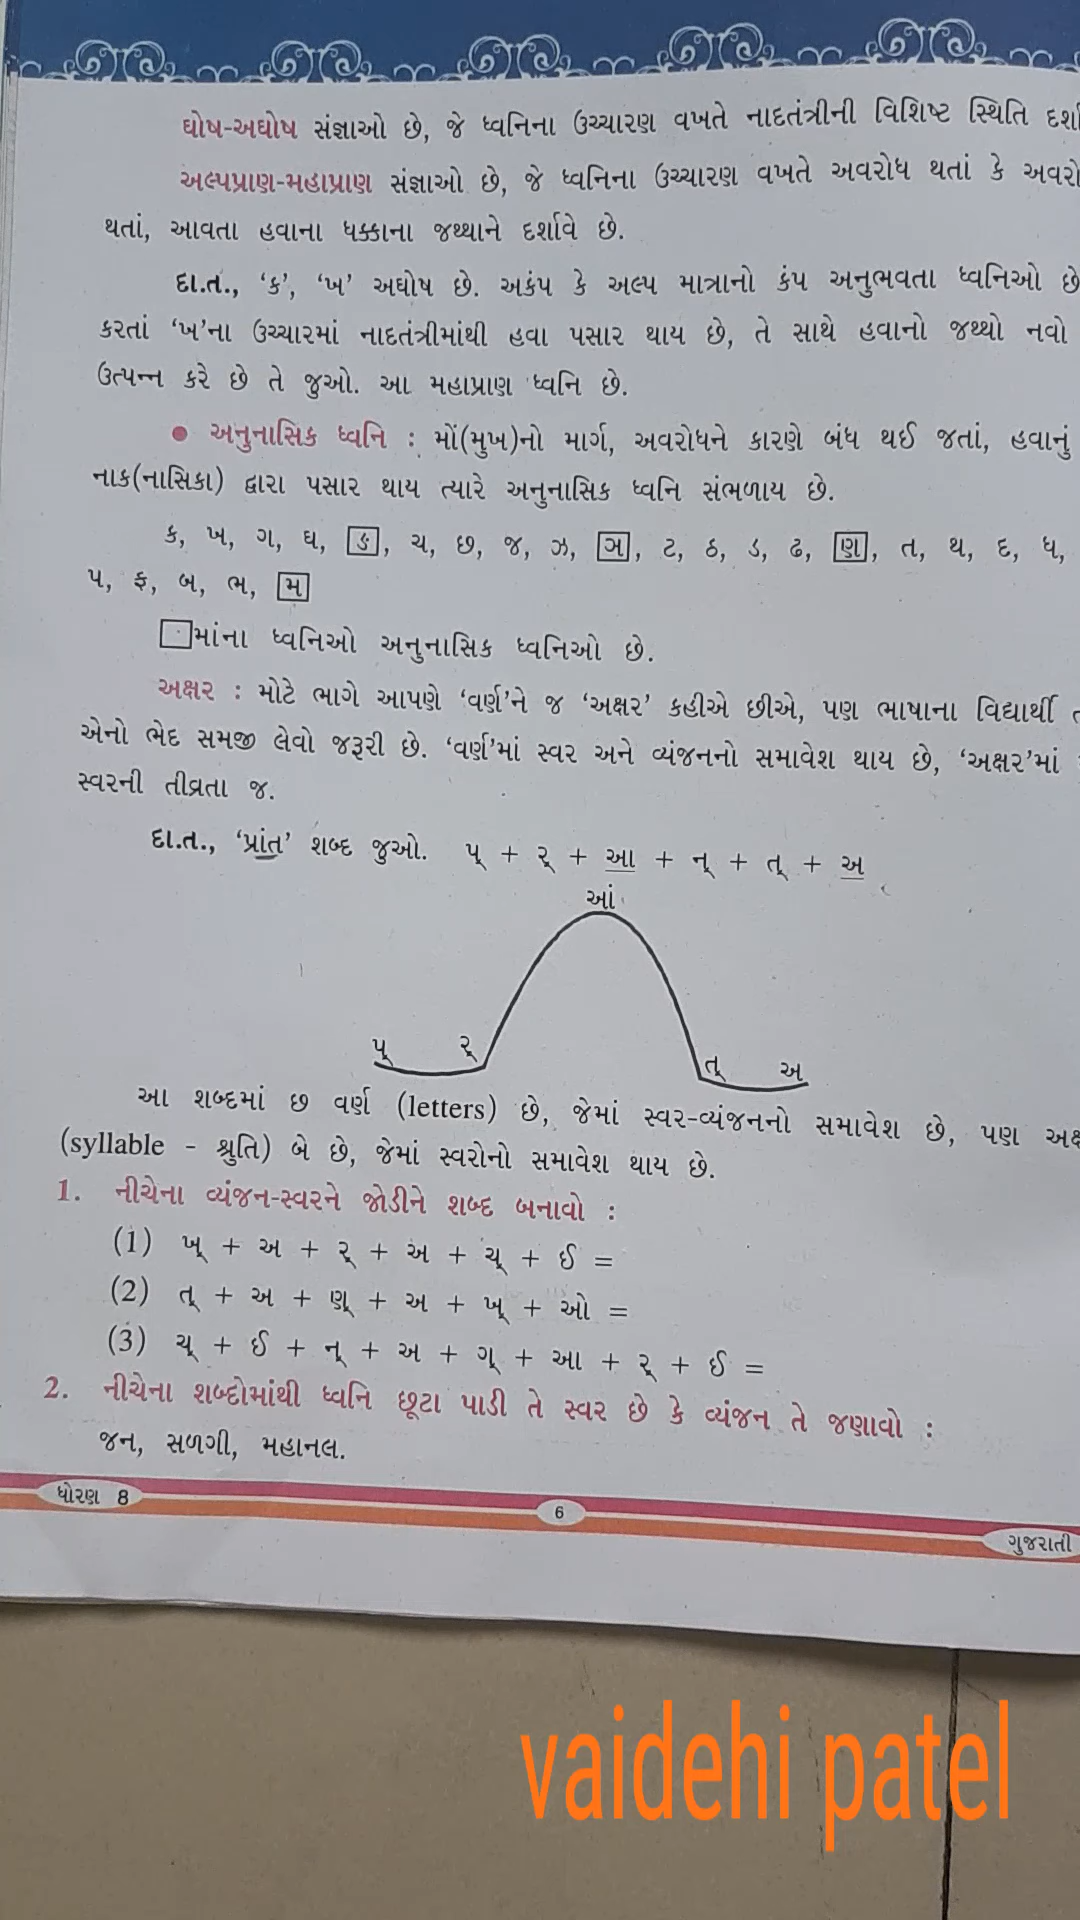 ઘોષ-અઘોષ સંજ્ઞાઓ છે, જે ધ્વનિના ઉચ્ચારણ વખતે નાદતંત્રીની વિશિષ્ટ સ્થિતિ
અલ્પપ્રાણ-મહાપ્રાણ સંજ્ઞાઓ છે, જે ધ્વનિના ઉચ્ચારણ વખતે અવરોધ થતાં કે
થતાં, આવતા હવાના ધક્કાના જથ્થાને દર્શાવે છે.
દા.ત., ‘ક’, ‘ખ’ અઘોષ છે. અકંપ કે અલ્પ માત્રાનો કંપ અનુભવતા ધ્વનિઓ છે
કરતાં ‘ખ’ના ઉચ્ચારમાં નાદતંત્રીમાંથી હવા પસાર થાય છે, તે સાથે હવાનો જથ્થો નવો
ઉત્પન્ન કરે છે તે જુઓ. આ મહાપ્રાણ ધ્વનિ છે.
• અનુનાસિક ધ્વનિ : મોં(મુખ)નો માર્ગ, અવરોધને કારણે બંધ થઈ જતાં, હવાનું
નાક(નાસિકા) દ્વારા પસાર થાય ત્યારે અનુનાસિક ધ્વનિ સંભળાય છે.
ક, ખ, ગ, ઘ, ઙ, ચ, છ, જ, ઝ, ઞ, ટ, ઠ, ડ, ઢ, ણ, ત, થ, દ, ધ,
પ, ફ, બ, ભ, મ
□માંના ધ્વનિઓ અનુનાસિક ધ્વનિઓ છે.
અક્ષર : મોટે ભાગે આપણે ‘વર્ણ’ને જ ‘અક્ષર’ કહીએ છીએ, પણ ભાષાના વિદ્યાર્થી
એનો ભેદ સમજી લેવો જરૂરી છે. ‘વર્ણ’માં સ્વર અને વ્યંજનનો સમાવેશ થાય છે, ‘અક્ષર’માં
સ્વરની તીવ્રતા જ.
દા.ત., ‘પ્રાંત’ શબ્દ જુઓ. પ્ + ર્ + આ + ન્ + ત્ + અ
આં
પ્ ર્ ત્ અ
આ શબ્દમાં છ વર્ણ (letters) છે, જેમાં સ્વર-વ્યંજનનો સમાવેશ છે, પણ
(syllable - શ્રુતિ) બે છે, જેમાં સ્વરોનો સમાવેશ થાય છે.
1. નીચેના વ્યંજન-સ્વરને જોડીને શબ્દ બનાવો :
(1) ખ્ + અ + ર્ + અ + ચ્ + ઈ =
(2) ત્ + અ + ણ્ + અ + ખ્ + ઓ =
(3) ચ્ + ઈ + ન્ + અ + ગ્ + આ + ર્ + ઈ =
2. નીચેના શબ્દોમાંથી ધ્વનિ છૂટા પાડી તે સ્વર છે કે વ્યંજન તે જણાવો :
જન, સળગી, મહાનલ.
ધોરણ 8
6
ગુજરાતી
vaidehi patel